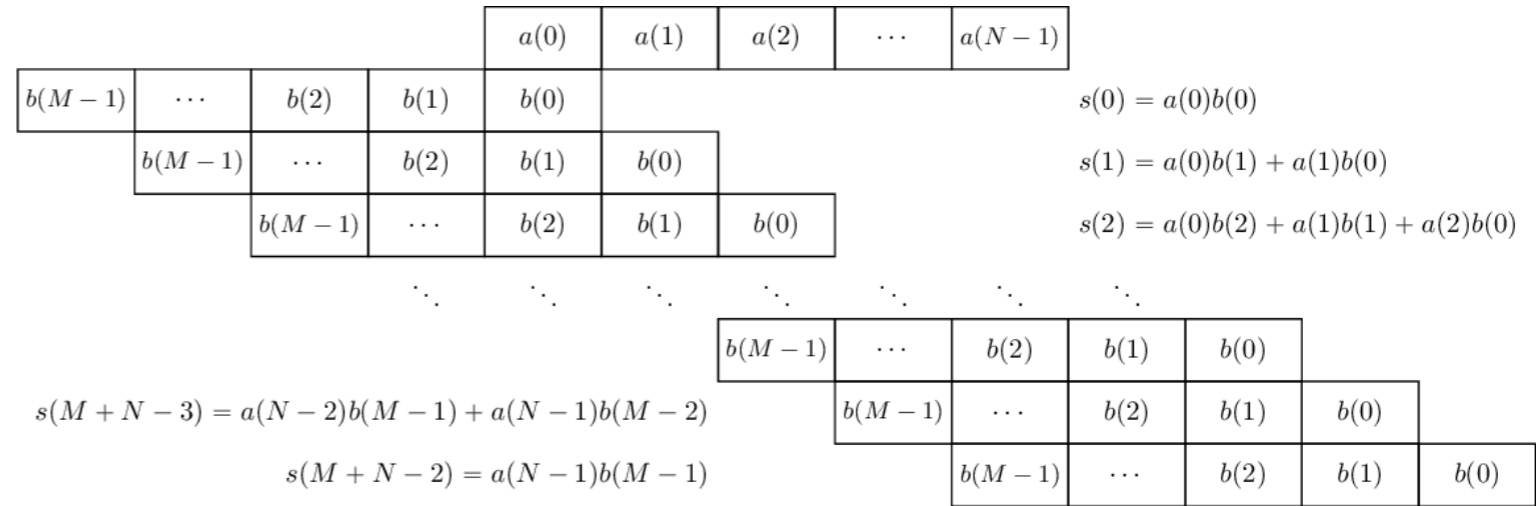 a(0) a(1) a(2) ··· a(N − 1)
b(M − 1) ··· b(2) b(1) b(0) s(0) = a(0)b(0)
b(M − 1) ··· b(2) b(1) b(0) s(1) = a(0)b(1) + a(1)b(0)
b(M − 1) ··· b(2) b(1) b(0) s(2) = a(0)b(2) + a(1)b(1) + a(2)b(0)
⋱ ⋱ ⋱ ⋱ ⋱ ⋱ ⋱
b(M − 1) ··· b(2) b(1) b(0)
s(M + N − 3) = a(N − 2)b(M − 1) + a(N − 1)b(M − 2) b(M − 1) ··· b(2) b(1) b(0)
s(M + N − 2) = a(N − 1)b(M − 1) b(M − 1) ··· b(2) b(1) b(0)